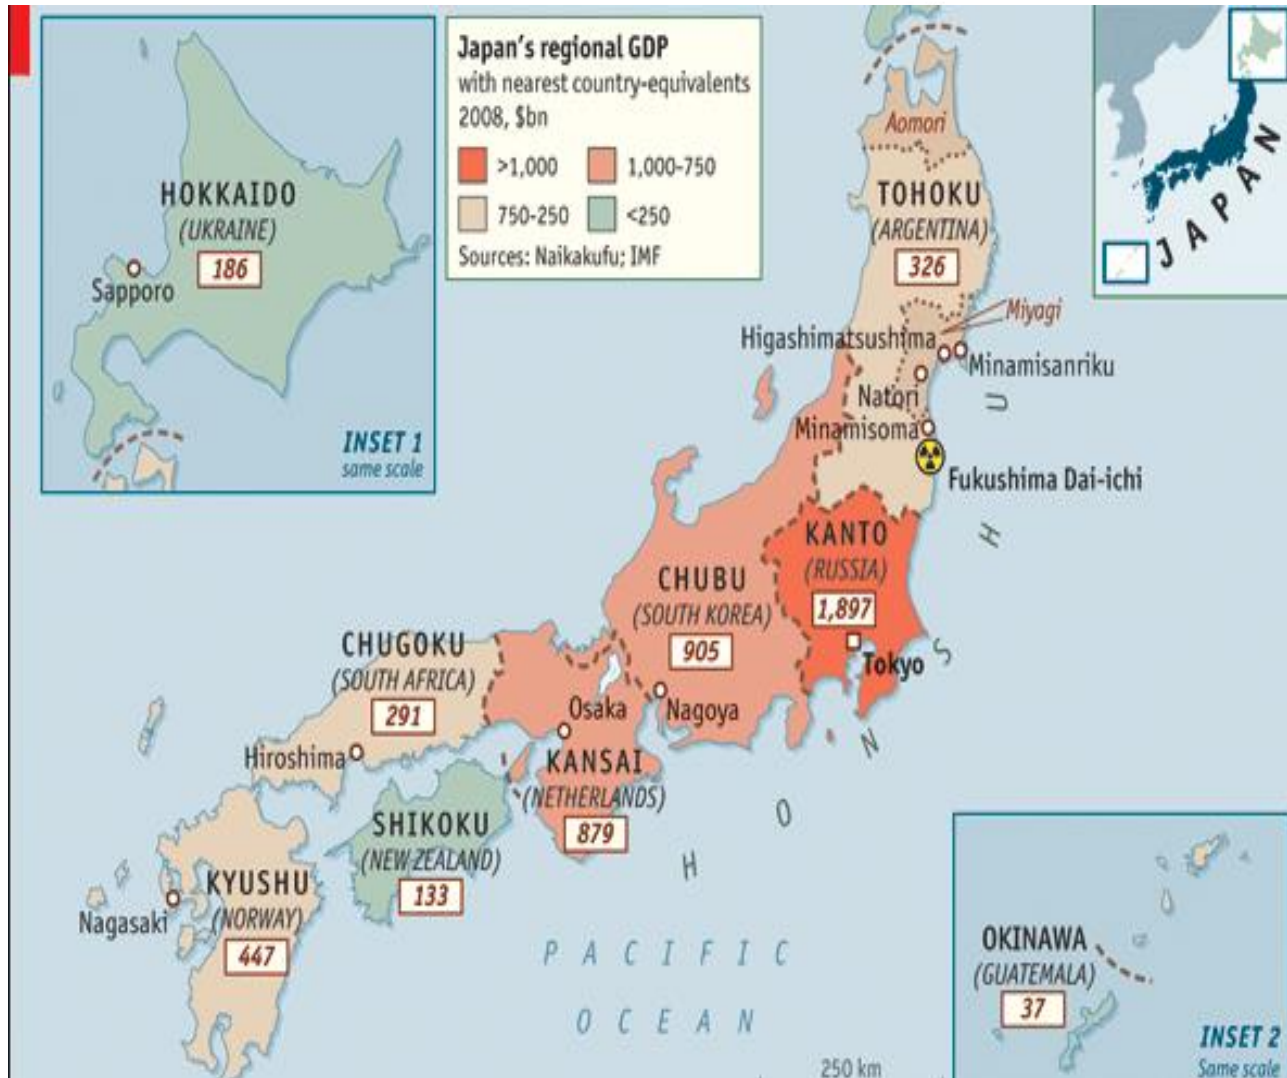 Japan's regional GDP
with nearest country-equivalents
2008, $bn
>1,000
1,000-750
750-250
<250
Sources: Naikakufu; IMF
HOKKAIDO
(UKRAINE)
186
Sapporo
INSET 1
same scale
JAPAN
Aomori
TOHOKU
(ARGENTINA)
326
Miyagi
Higashimatsushima
Minamisanriku
Natori
Minamisoma
Fukushima Dai-ichi
KANTO
(RUSSIA)
1,897
Tokyo
CHUBU
(SOUTH KOREA)
905
Nagoya
CHUGOKU
(SOUTH AFRICA)
291
Hiroshima
Osaka
KANSAI
(NETHERLANDS)
879
SHIKOKU
(NEW ZEALAND)
133
KYUSHU
(NORWAY)
447
Nagasaki
HONSHU
PACIFIC
OCEAN
OKINAWA
(GUATEMALA)
37
INSET 2
Same scale
250 km